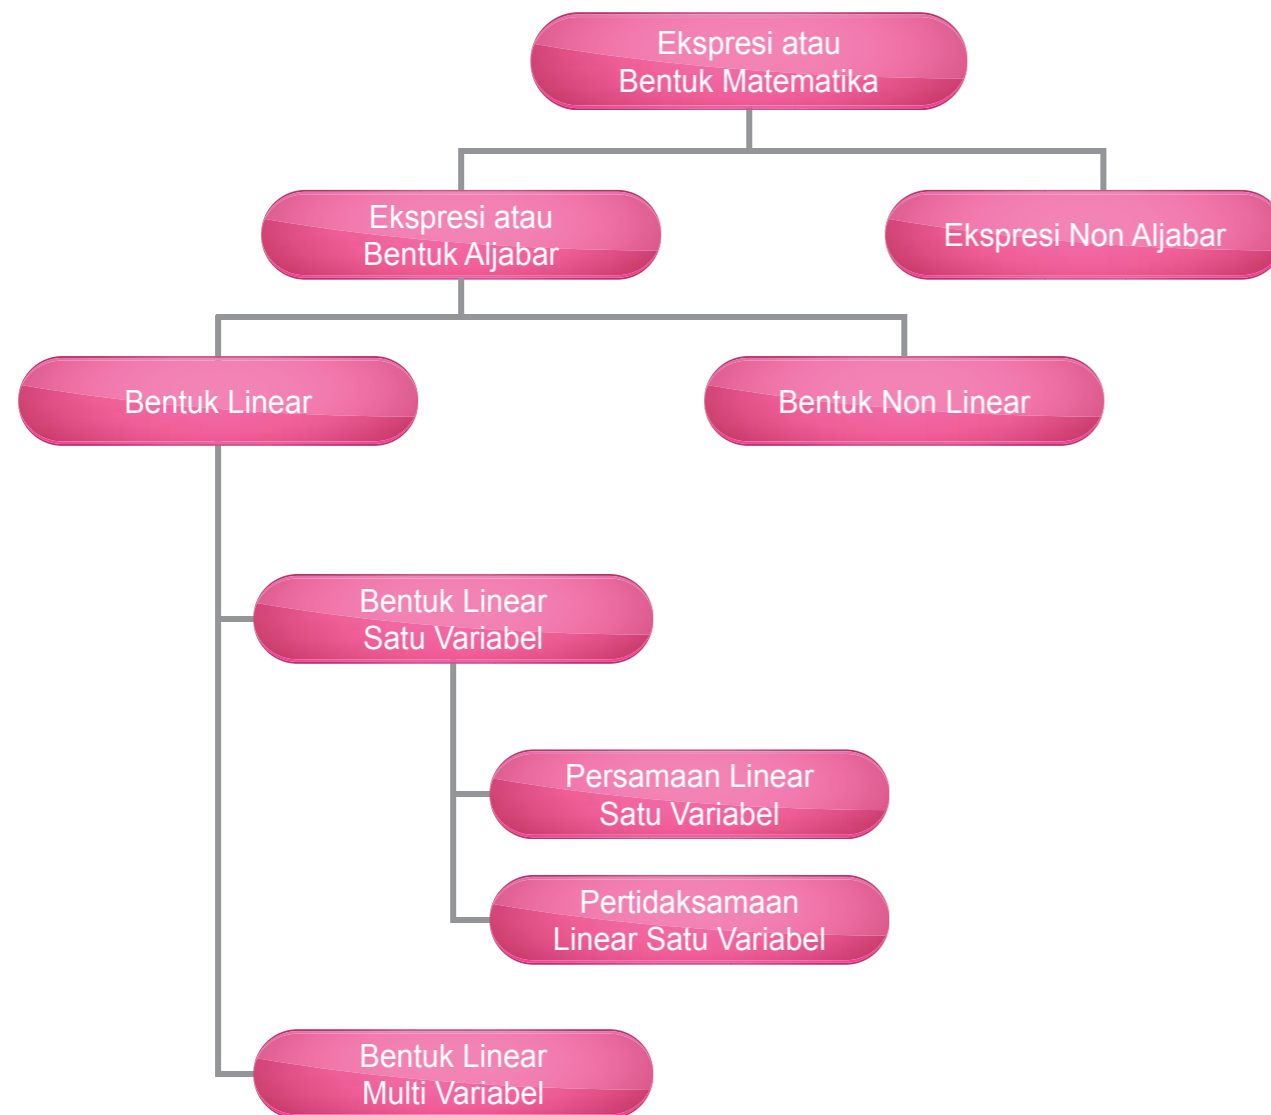 Ekspresi atau
Bentuk Matematika
Ekspresi atau
Bentuk Aljabar
Ekspresi Non Aljabar
Bentuk Linear
Bentuk Non Linear
Bentuk Linear
Satu Variabel
Persamaan Linear
Satu Variabel
Pertidaksamaan
Linear Satu Variabel
Bentuk Linear
Multi Variabel